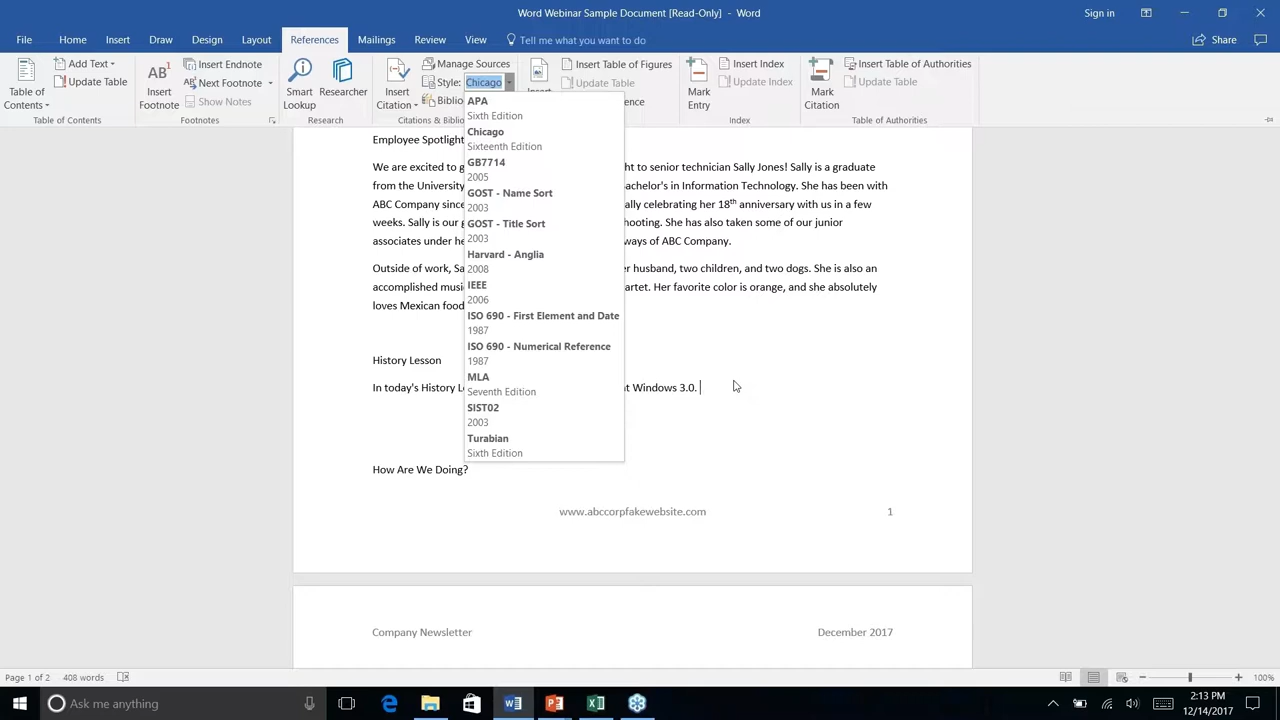 Word Webinar Sample Document [Read-Only] - Word
Sign in
File Home Insert Draw Design Layout References Mailings Review View Tell me what you want to do Share
Table of Contents
Add Text
Update Table
Table of Contents
AB1
Insert Footnote
Insert Endnote
Next Footnote
Show Notes
Footnotes
Smart Lookup
Researcher
Research
Insert Citation
Manage Sources
Style: Chicago
Biblio
Citations & Biblio
Insert
Insert Table of Figures
Update Table
ence
Mark Entry
Insert Index
Update Index
Index
Mark Citation
Insert Table of Authorities
Update Table
Table of Authorities
APA
Sixth Edition
Chicago
Sixteenth Edition
GB7714
2005
GOST - Name Sort
2003
GOST - Title Sort
2003
Harvard - Anglia
2008
IEEE
2006
ISO 690 - First Element and Date
1987
ISO 690 - Numerical Reference
1987
MLA
Seventh Edition
SIST02
2003
Turabian
Sixth Edition
Employee Spotlight
We are excited to g ht to senior technician Sally Jones! Sally is a graduate
from the University achelor's in Information Technology. She has been with
ABC Company since ally celebrating her 18th anniversary with us in a few
weeks. Sally is our g hooting. She has also taken some of our junior
associates under he ways of ABC Company.
Outside of work, Sa er husband, two children, and two dogs. She is also an
accomplished musi cartet. Her favorite color is orange, and she absolutely
loves Mexican food
History Lesson
In today's History Le t Windows 3.0.
How Are We Doing?
www.abccorpfakewebsite.com 1
Company Newsletter December 2017
Page 1 of 2 408 words 100%
Ask me anything
2:13 PM
12/14/2017